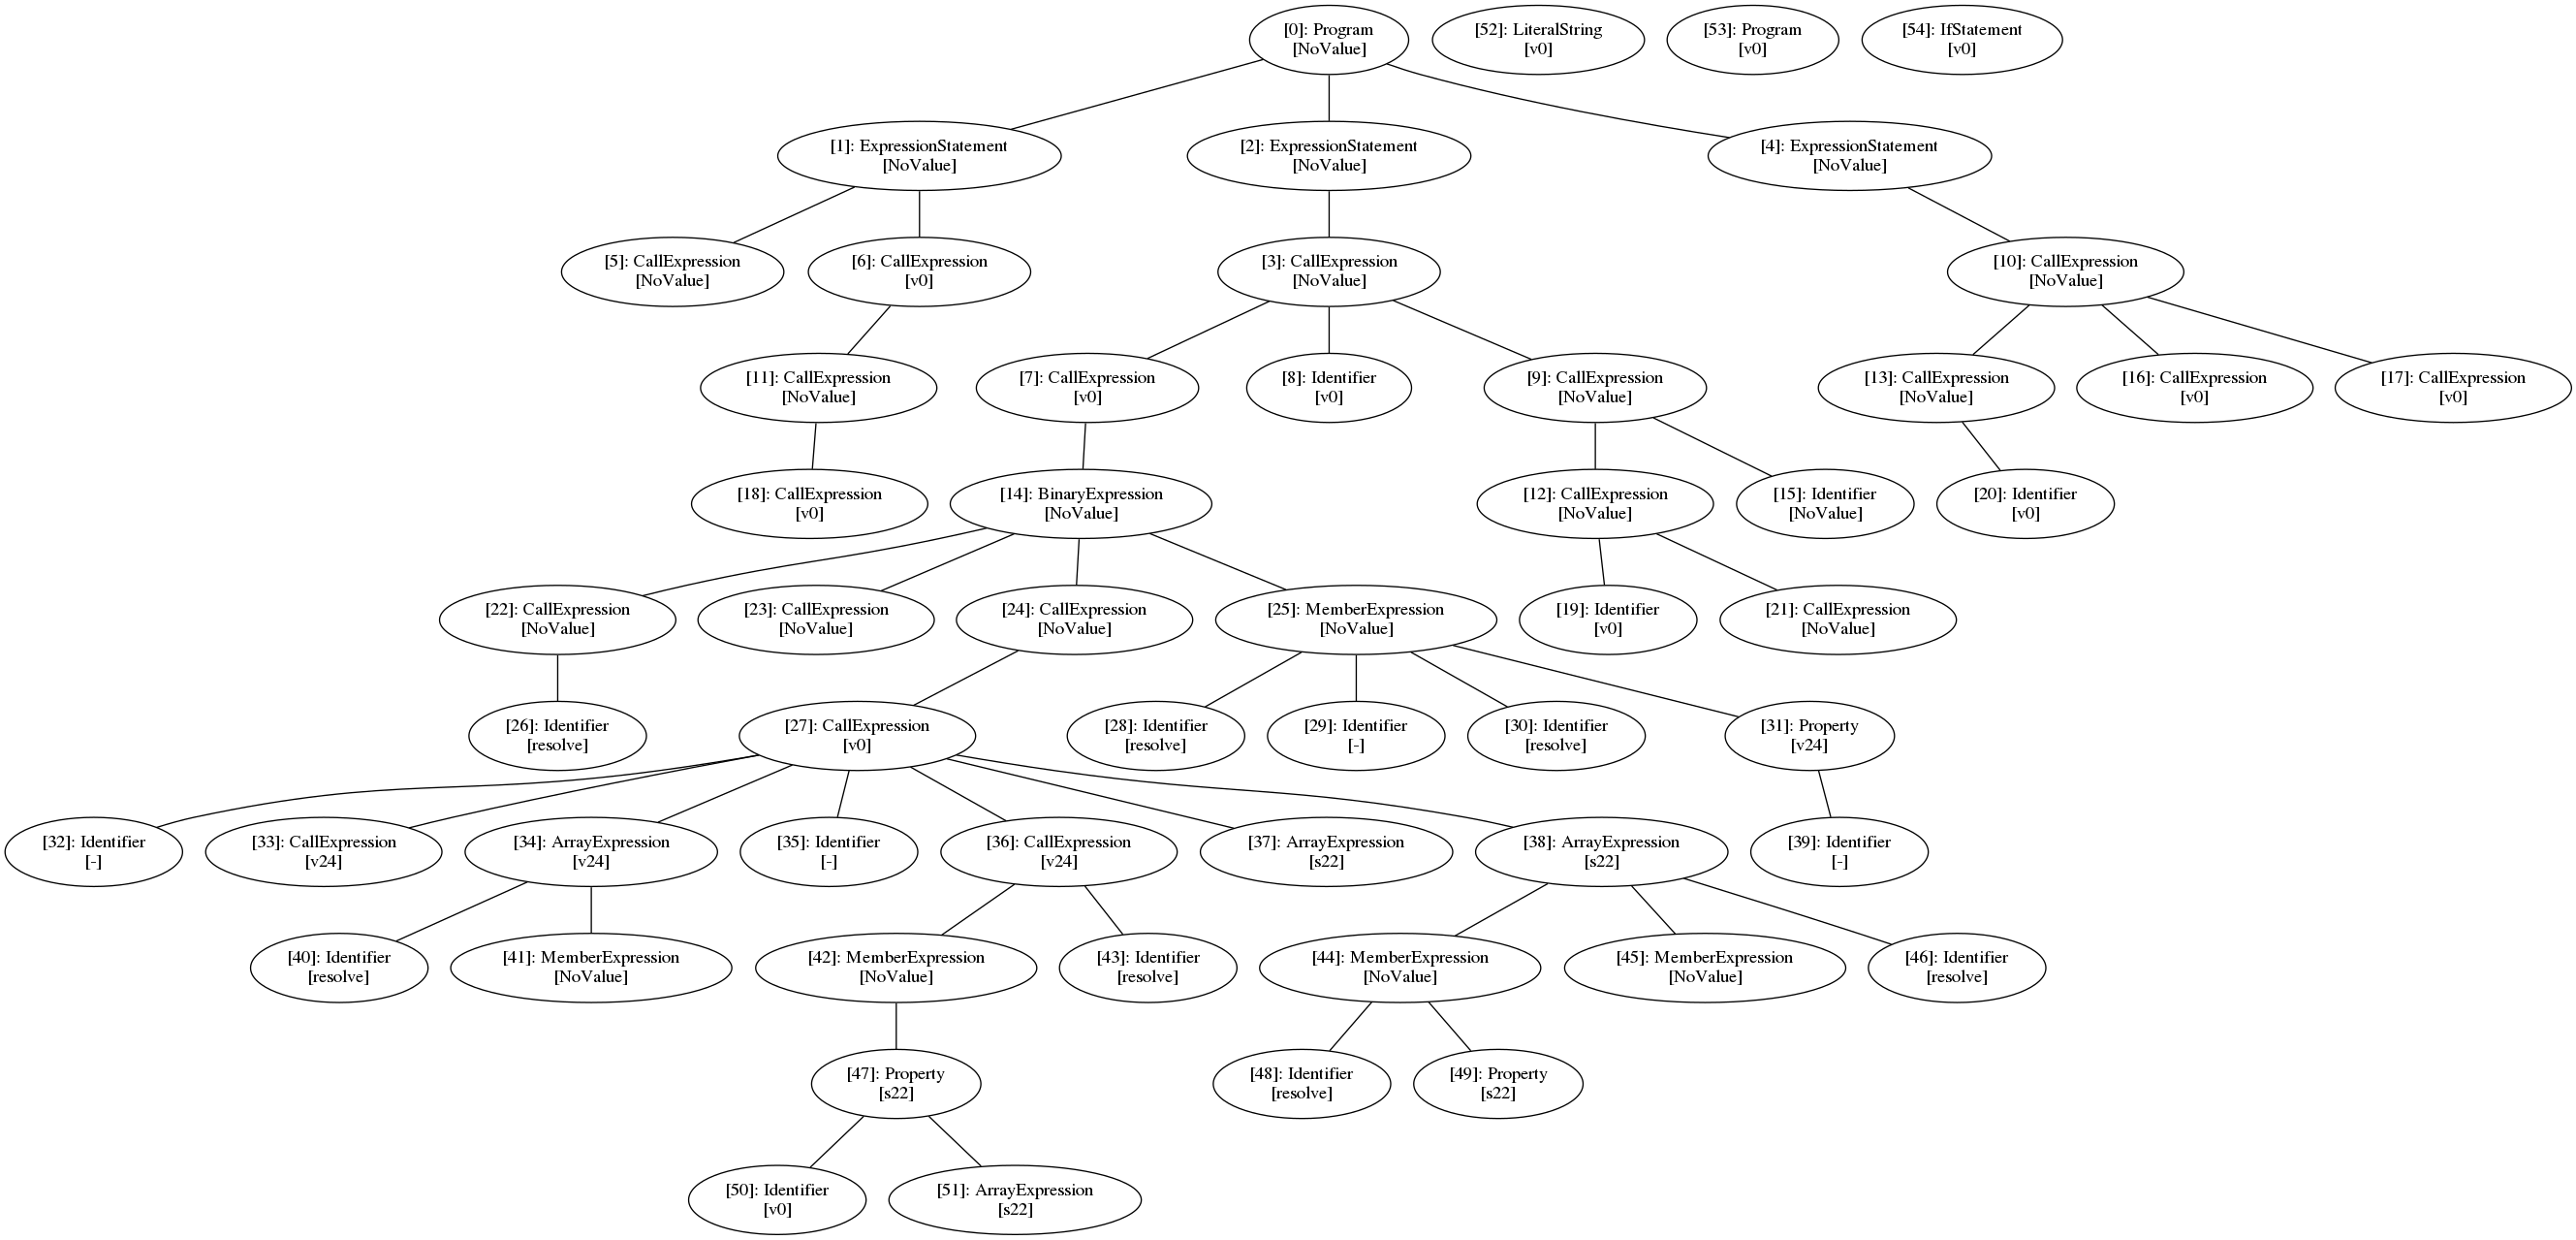 [0]: Program
[NoValue]
[52]: LiteralString
[v0]
[53]: Program
[v0]
[54]: IfStatement
[v0]
[1]: ExpressionStatement
[NoValue]
[2]: ExpressionStatement
[NoValue]
[4]: ExpressionStatement
[NoValue]
[5]: CallExpression
[NoValue]
[6]: CallExpression
[v0]
[3]: CallExpression
[NoValue]
[10]: CallExpression
[NoValue]
[11]: CallExpression
[NoValue]
[7]: CallExpression
[v0]
[8]: Identifier
[v0]
[9]: CallExpression
[NoValue]
[13]: CallExpression
[NoValue]
[16]: CallExpression
[v0]
[17]: CallExpression
[v0]
[18]: CallExpression
[v0]
[14]: BinaryExpression
[NoValue]
[12]: CallExpression
[NoValue]
[15]: Identifier
[NoValue]
[20]: Identifier
[v0]
[22]: CallExpression
[NoValue]
[23]: CallExpression
[NoValue]
[24]: CallExpression
[NoValue]
[25]: MemberExpression
[NoValue]
[19]: Identifier
[v0]
[21]: CallExpression
[NoValue]
[26]: Identifier
[resolve]
[27]: CallExpression
[v0]
[28]: Identifier
[resolve]
[29]: Identifier
[-]
[30]: Identifier
[resolve]
[31]: Property
[v24]
[32]: Identifier
[-]
[33]: CallExpression
[v24]
[34]: ArrayExpression
[v24]
[35]: Identifier
[-]
[36]: CallExpression
[v24]
[37]: ArrayExpression
[s22]
[38]: ArrayExpression
[s22]
[39]: Identifier
[-]
[40]: Identifier
[resolve]
[41]: MemberExpression
[NoValue]
[42]: MemberExpression
[NoValue]
[43]: Identifier
[resolve]
[44]: MemberExpression
[NoValue]
[45]: MemberExpression
[NoValue]
[46]: Identifier
[resolve]
[47]: Property
[s22]
[48]: Identifier
[resolve]
[49]: Property
[s22]
[50]: Identifier
[v0]
[51]: ArrayExpression
[s22]